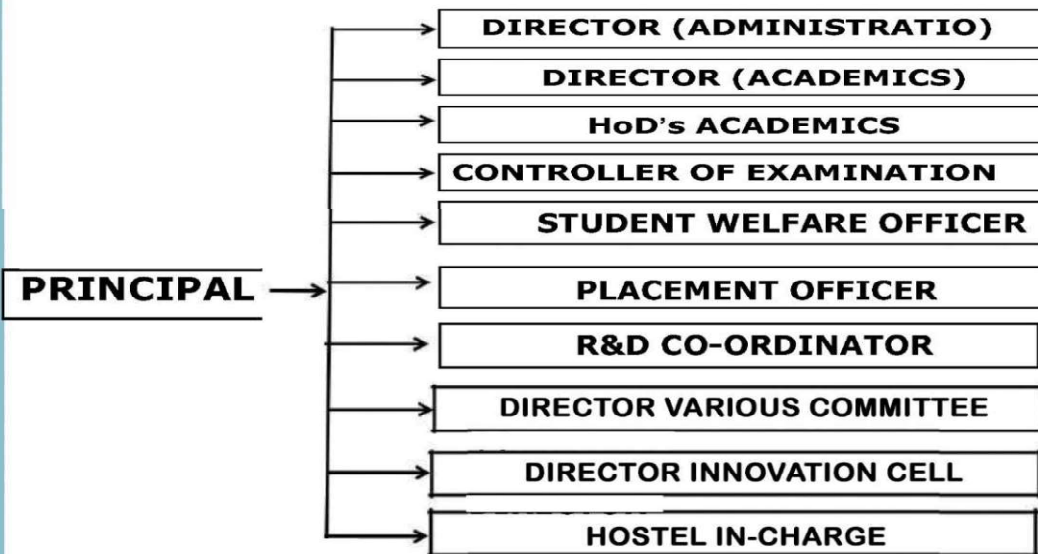 DIRECTOR (ADMINISTRATIO)
DIRECTOR (ACADEMICS)
HoD's ACADEMICS
CONTROLLER OF EXAMINATION
STUDENT WELFARE OFFICER
PRINCIPAL
PLACEMENT OFFICER
R&D CO-ORDINATOR
DIRECTOR VARIOUS COMMITTEE
DIRECTOR INNOVATION CELL
HOSTEL IN-CHARGE